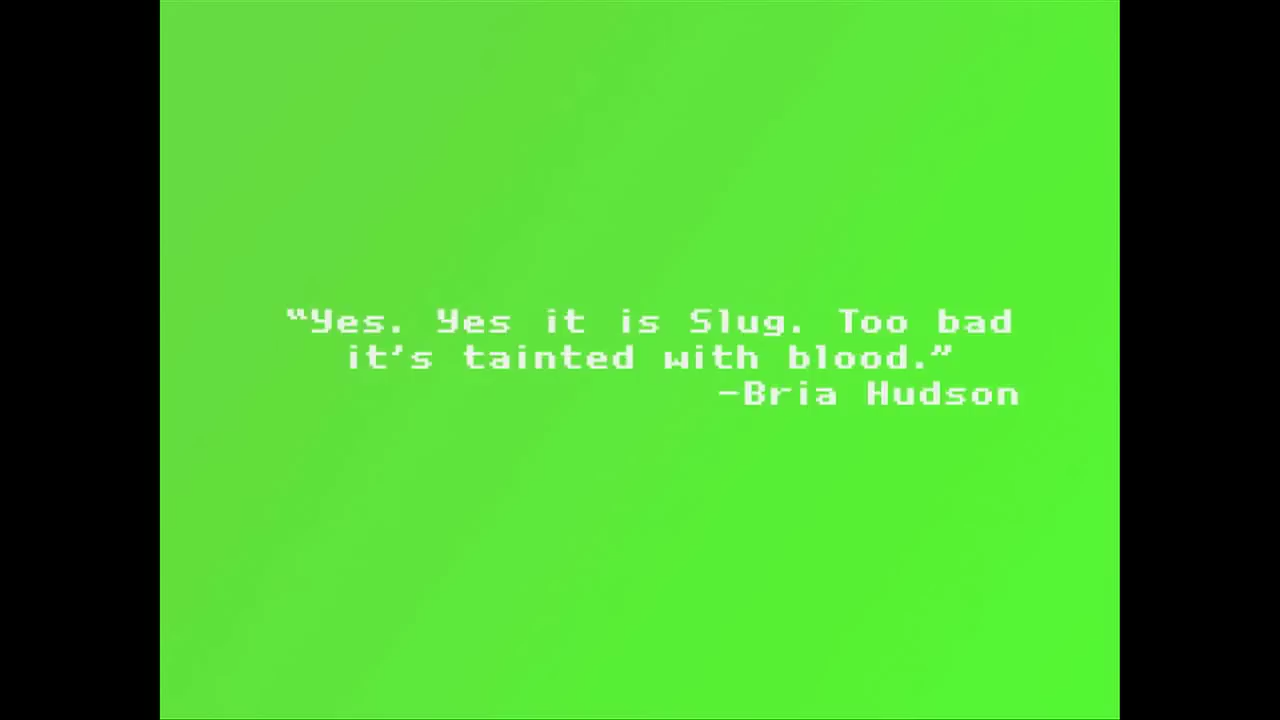 “Yes. Yes it is Slug. Too bad
it’s tainted with blood.”
-Bria Hudson